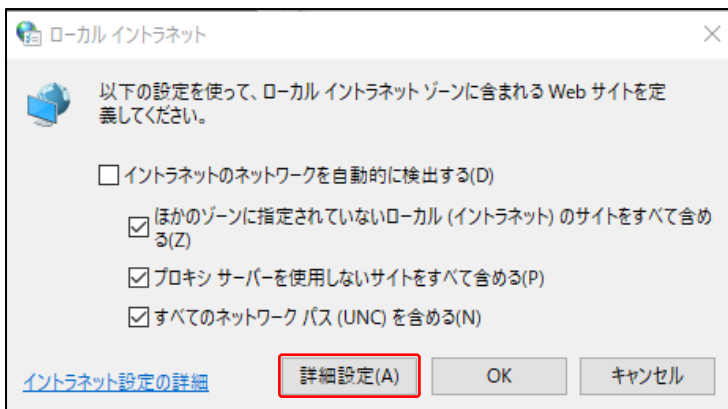 ローカル イントラネット
以下の設定を使って、ローカル イントラネット ゾーンに含まれる Web サイトを定
義してください。
イントラネットのネットワークを自動的に検出する(D)
ほかのゾーンに指定されていないローカル (イントラネット) のサイトをすべて含め
る(Z)
プロキシ サーバーを使用しないサイトをすべて含める(P)
すべてのネットワーク パス (UNC) を含める(N)
イントラネット設定の詳細
詳細設定(A)
OK
キャンセル